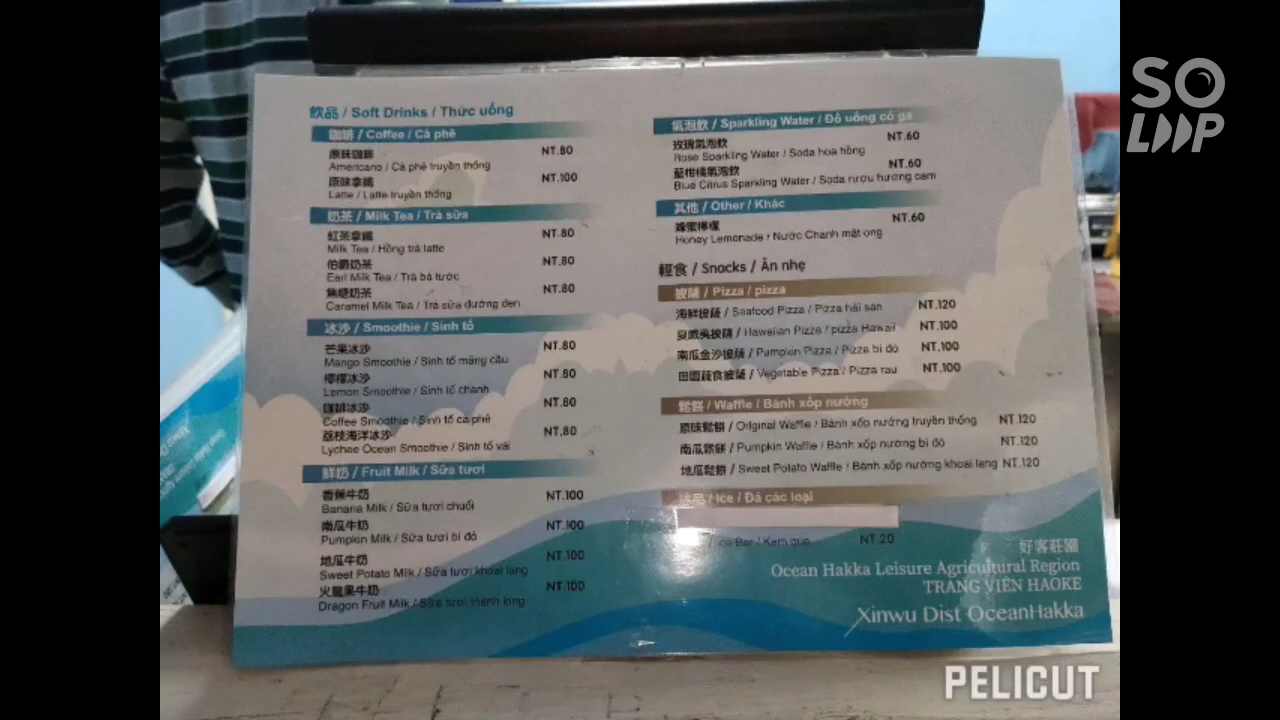 飲品 / Soft Drinks / Thức uống
咖啡 / Coffee / Cà phê
原味咖啡 NT.80
Americano / Cà phê truyền thống
原味拿鐵 NT.100
Latte / Latte truyền thống
奶茶 / Milk Tea / Trà sữa
紅茶拿鐵 NT.80
Milk Tea / Hồng trà latte
伯爵奶茶 NT.80
Earl Milk Tea / Trà bá tước
焦糖奶茶 NT.80
Caramel Milk Tea / Trà sữa đường đen
冰沙 / Smoothie / Sinh tố
芒果冰沙 NT.80
Mango Smoothie / Sinh tố mãng cầu
檸檬冰沙 NT.80
Lemon Smoothie / Sinh tố chanh
咖啡冰沙 NT.80
Coffee Smoothie / Sinh tố cà phê
荔枝海洋冰沙 NT.80
Lychee Ocean Smoothie / Sinh tố vải
鮮奶 / Fruit Milk / Sữa tươi
香蕉牛奶 NT.100
Banana Milk / Sữa tươi chuối
南瓜牛奶 NT.100
Pumpkin Milk / Sữa tươi bí đỏ
地瓜牛奶 NT.100
Sweet Potato Milk / Sữa tươi khoai lang
火龍果牛奶 NT.100
Dragon Fruit Milk / Sữa tươi thanh long
氣泡飲 / Sparkling Water / Đồ uống có ga
玫瑰氣泡飲 NT.60
Rose Sparkling Water / Soda hoa hồng
藍柑橘氣泡飲 NT.60
Blue Citrus Sparkling Water / Soda rượu hương cam
其他 / Other / Khác
蜂蜜檸檬 NT.60
Honey Lemonade / Nước Chanh mật ong
輕食 / Snacks / Ăn nhẹ
披薩 / Pizza / pizza
海鮮披薩 / Seafood Pizza / Pizza hải sản NT.120
夏威夷披薩 / Hawaiian Pizza / pizza Hawaii NT.100
南瓜金沙披薩 / Pumpkin Pizza / Pizza bí đỏ NT.100
田園蔬食披薩 / Vegetable Pizza / Pizza rau NT.100
鬆餅 / Waffle / Bánh xốp nướng
原味鬆餅 / Original Waffle / Bánh xốp nướng truyền thống NT.120
南瓜鬆餅 / Pumpkin Waffle / Bánh xốp nướng bí đỏ NT.120
地瓜鬆餅 / Sweet Potato Waffle / Bánh xốp nướng khoai lang NT.120
冰品 / Ice / Đá các loại
Ice Bar / Kem que NT.20
好客莊園
Ocean Hakka Leisure Agricultural Region
TRANG VIÊN HAOKE
Xinwu Dist OceanHakka
SOLOOP
PELICUT